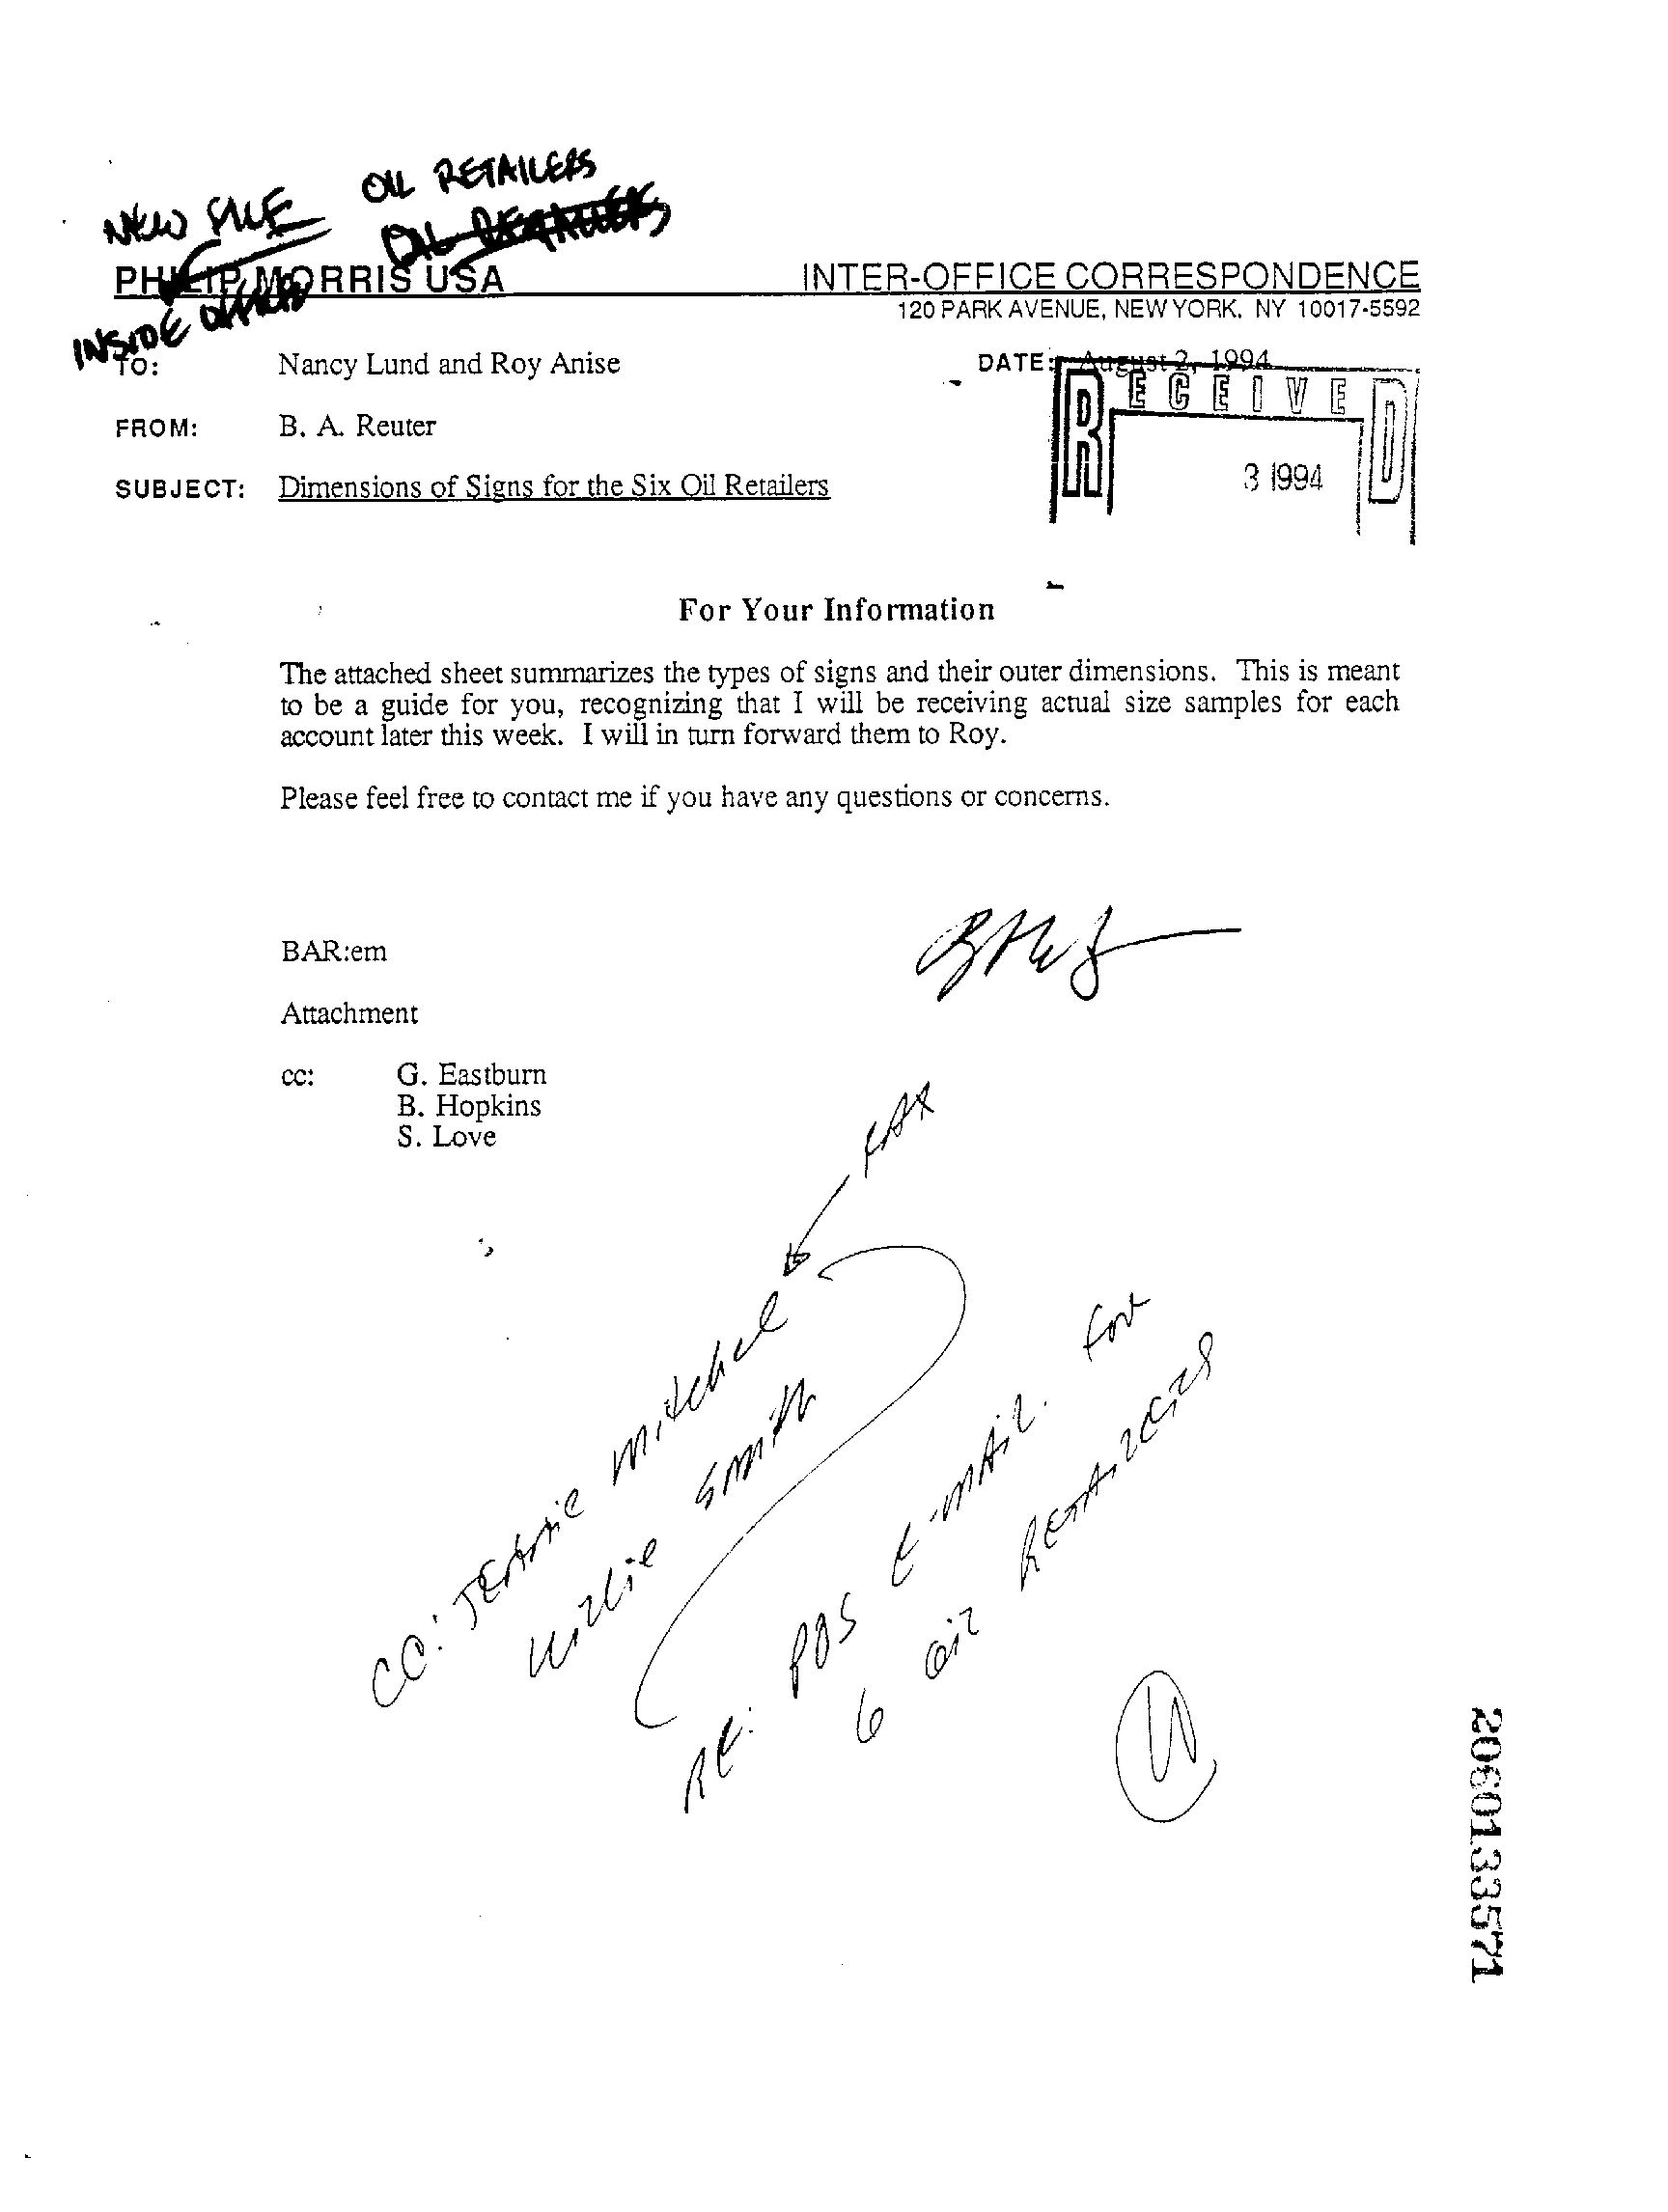 NEW FILE OIL RETAILERS
OIL RETAILERS
PHILIP MORRIS USA INTER-OFFICE CORRESPONDENCE
120 PARK AVENUE, NEW YORK, NY 10017-5592
INSIDE
TO: Nancy Lund and Roy Anise DATE: August 2, 1994
RECEIVED
FROM: B. A. Reuter
3 1994
SUBJECT: Dimensions of Signs for the Six Oil Retailers
For Your Information
The attached sheet summarizes the types of signs and their outer dimensions. This is meant
to be a guide for you, recognizing that I will be receiving actual size samples for each
account later this week. I will in turn forward them to Roy.
Please feel free to contact me if you have any questions or concerns.
BAR:em
Attachment
cc: G. Eastburn
B. Hopkins
S. Love
FAX
CC: JEANNIE Mitchel
Willie Smith
RE: POS E-MAIL for
6 Oil RETAILERS
2060133571